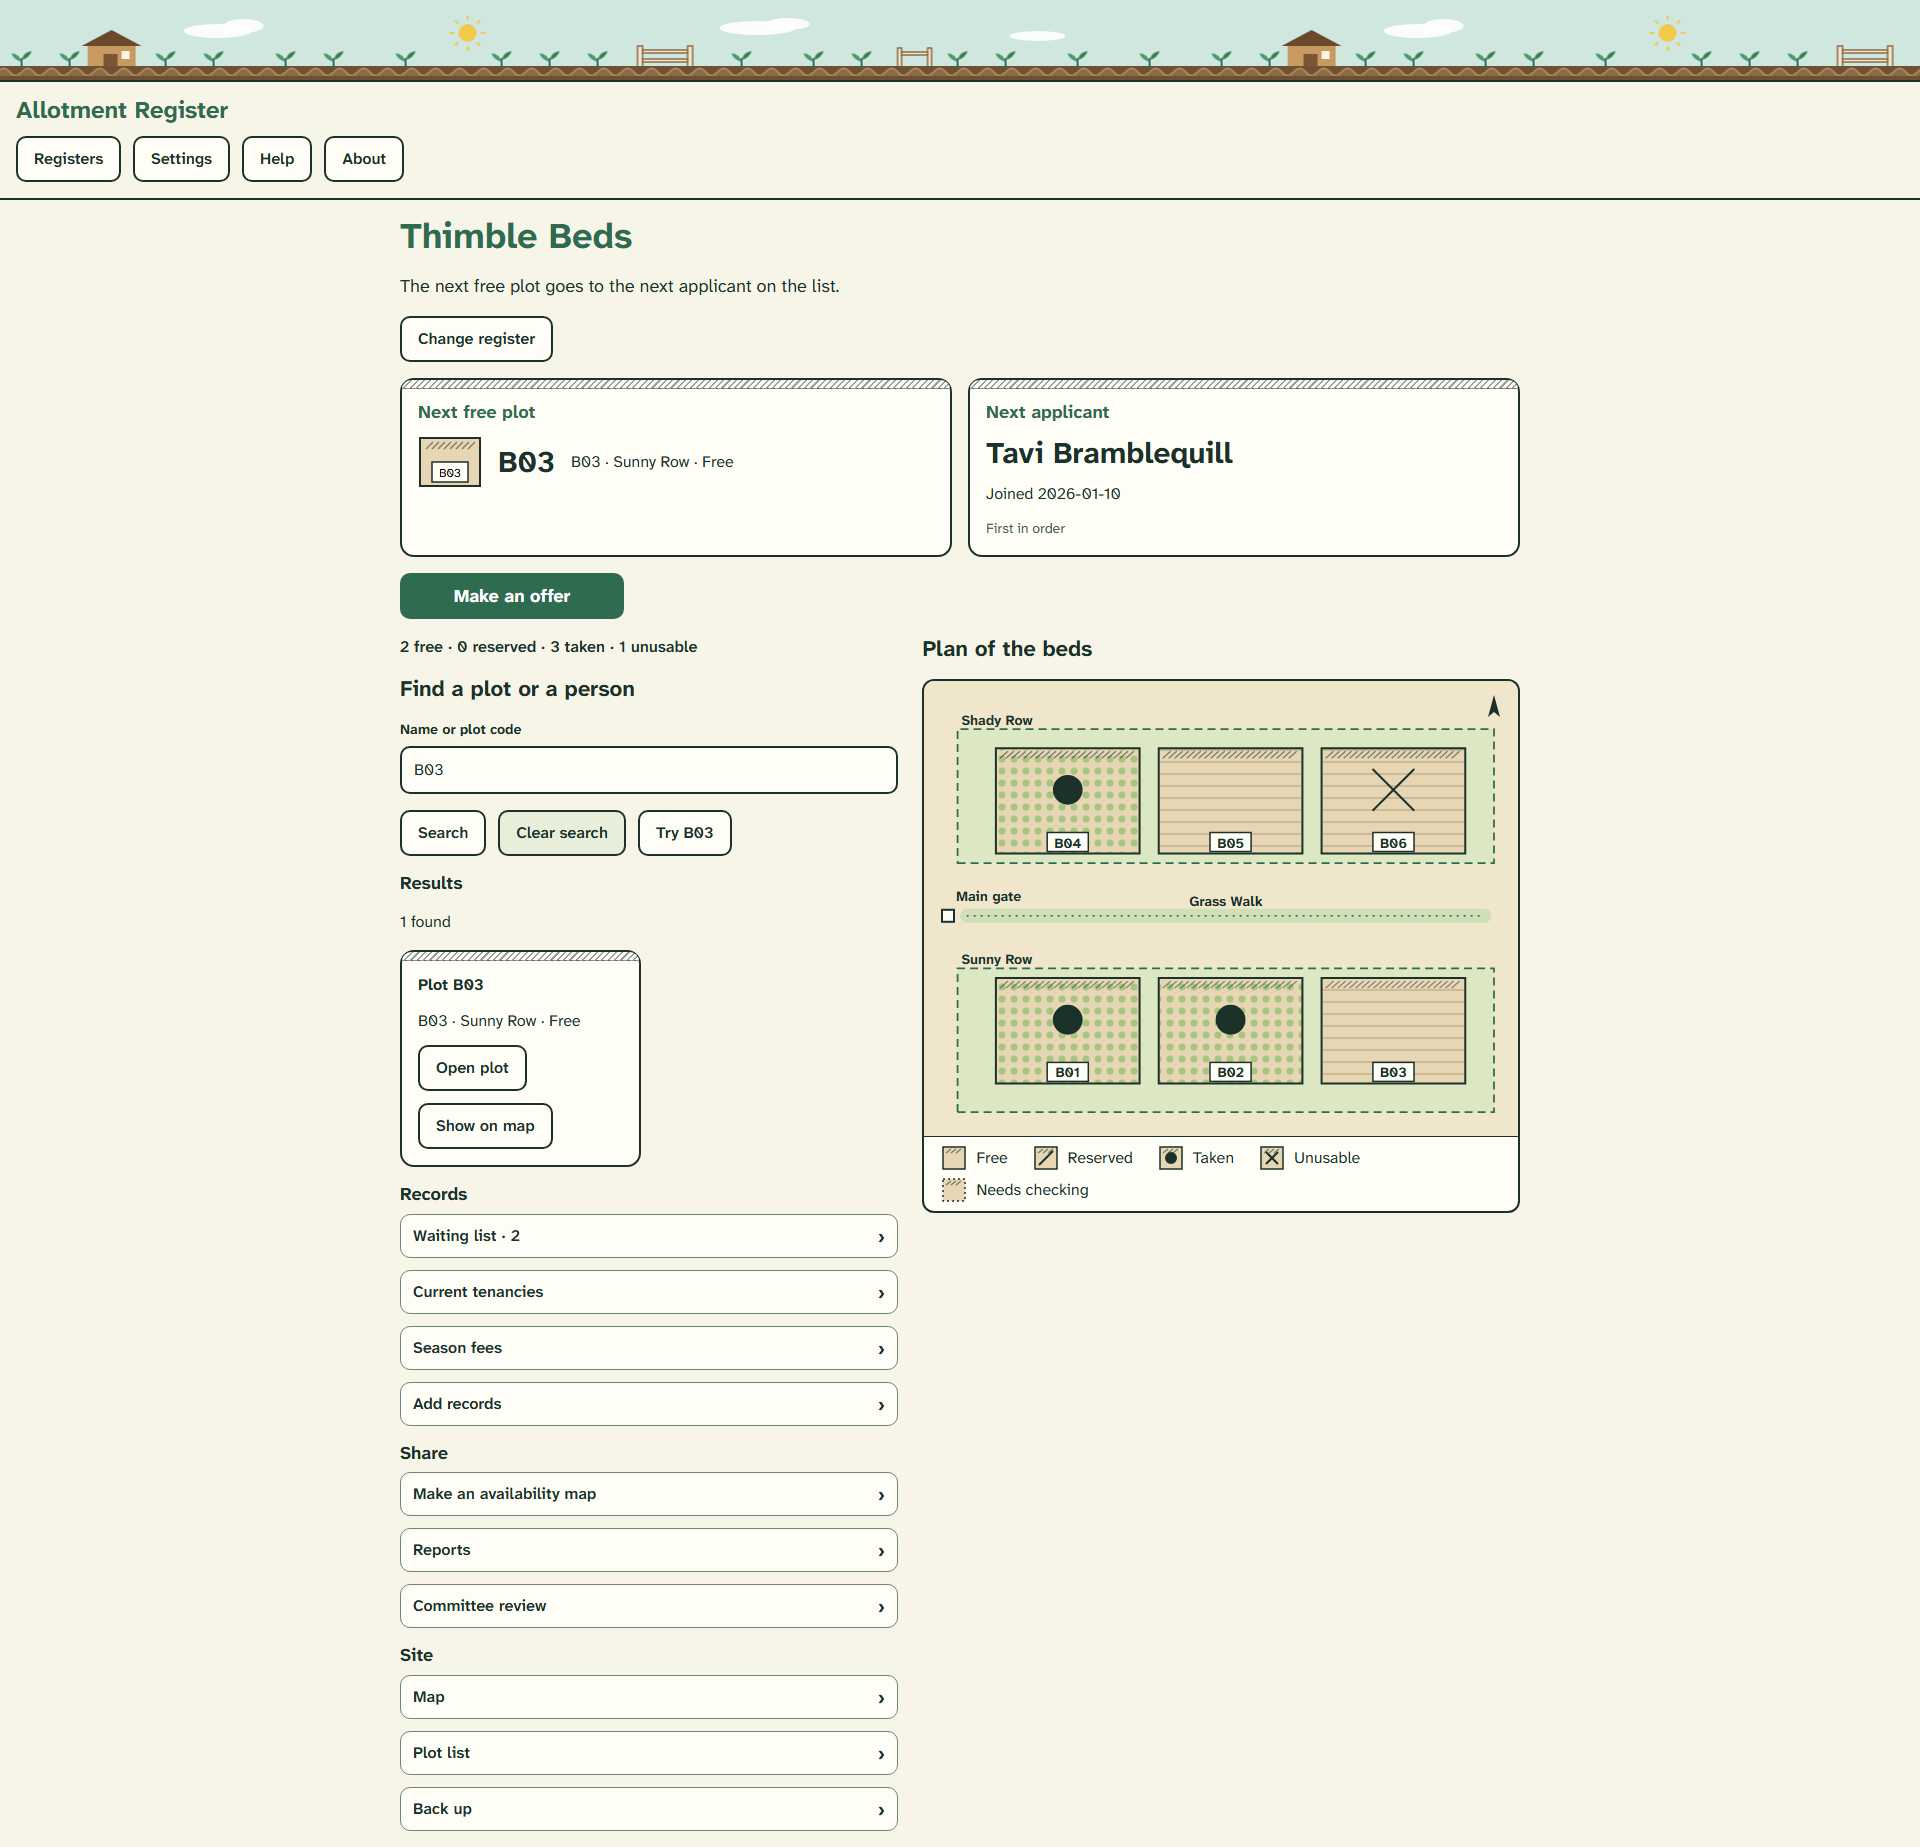 Allotment Register
Registers
Settings
Help
About
Thimble Beds
The next free plot goes to the next applicant on the list.
Change register
Next free plot
B03
B03
B03 · Sunny Row · Free
Next applicant
Tavi Bramblequill
Joined 2026-01-10
First in order
Make an offer
2 free · 0 reserved · 3 taken · 1 unusable
Find a plot or a person
Name or plot code
B03
Search
Clear search
Try B03
Results
1 found
Plot B03
B03 · Sunny Row · Free
Open plot
Show on map
Records
Waiting list · 2 ›
Current tenancies ›
Season fees ›
Add records ›
Share
Make an availability map ›
Reports ›
Committee review ›
Site
Map ›
Plot list ›
Back up ›
Plan of the beds
Shady Row
B04
B05
B06
Main gate
Grass Walk
Sunny Row
B01
B02
B03
Free
Reserved
Taken
Unusable
Needs checking